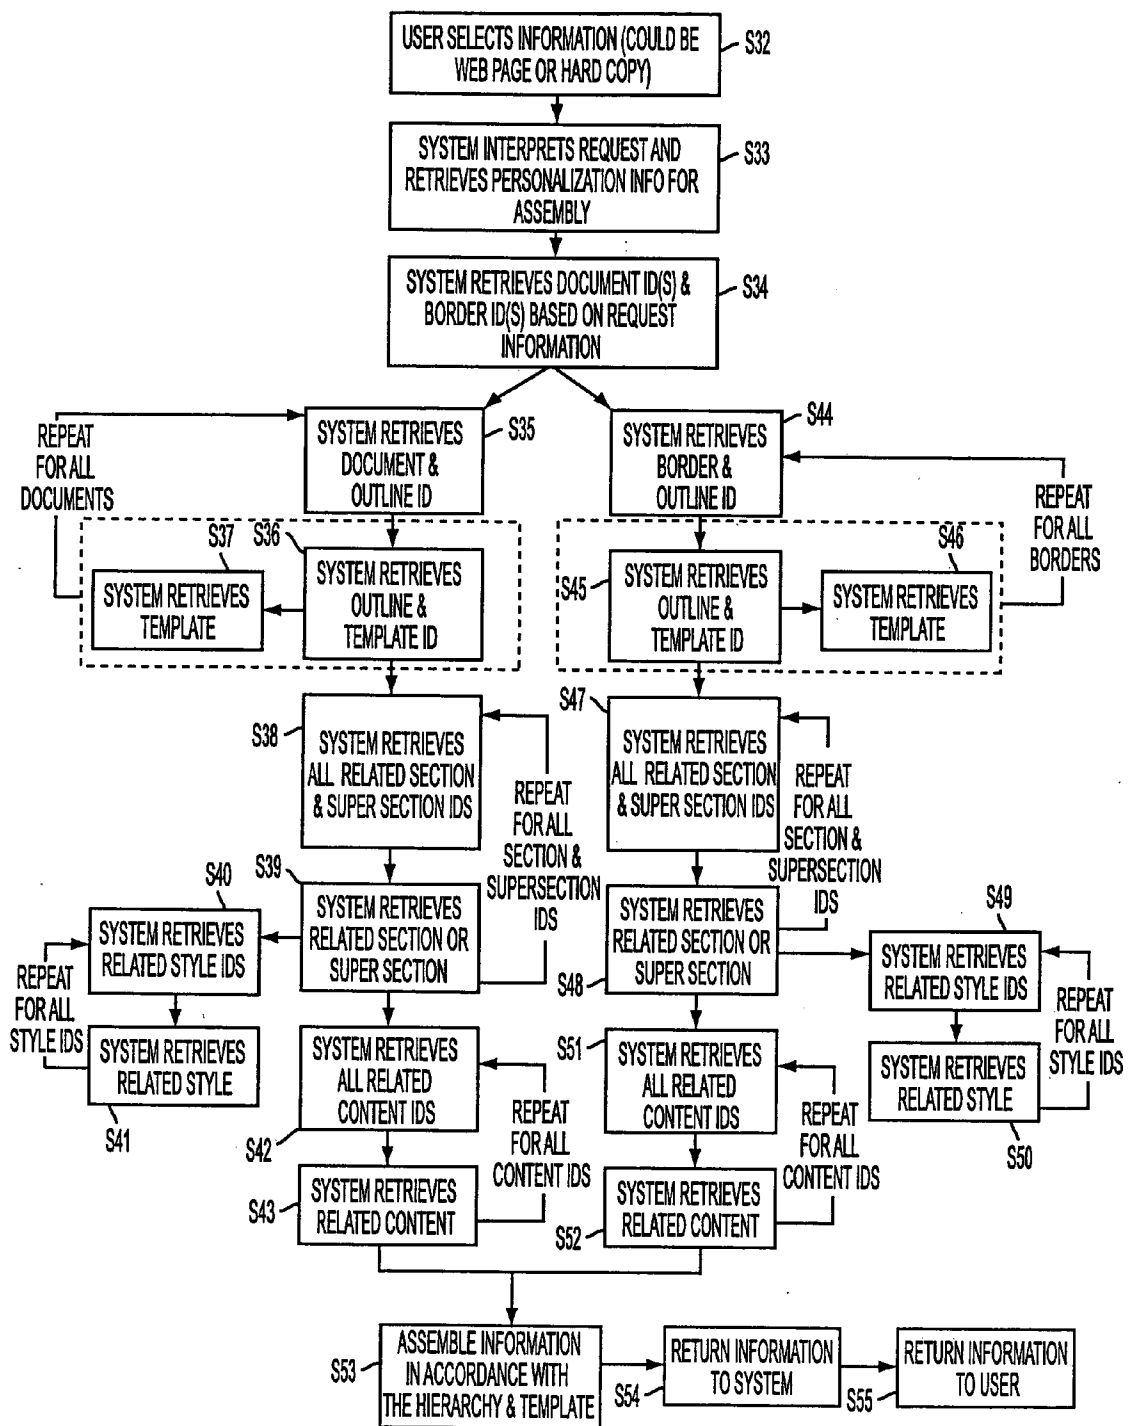 USER SELECTS INFORMATION (COULD BE
WEB PAGE OR HARD COPY)
S32
SYSTEM INTERPRETS REQUEST AND
RETRIEVES PERSONALIZATION INFO FOR
ASSEMBLY
S33
SYSTEM RETRIEVES DOCUMENT ID(S) &
BORDER ID(S) BASED ON REQUEST
INFORMATION
S34
REPEAT
FOR ALL
DOCUMENTS
SYSTEM RETRIEVES
DOCUMENT &
OUTLINE ID
S35
SYSTEM RETRIEVES
BORDER &
OUTLINE ID
S44
REPEAT
FOR ALL
BORDERS
S37
SYSTEM RETRIEVES
TEMPLATE
S36
SYSTEM RETRIEVES
OUTLINE &
TEMPLATE ID
S45
SYSTEM RETRIEVES
OUTLINE &
TEMPLATE ID
S46
SYSTEM RETRIEVES
TEMPLATE
S38
SYSTEM RETRIEVES
ALL RELATED SECTION
& SUPER SECTION IDS
REPEAT
FOR ALL
SECTION &
SUPERSECTION
IDS
S47
SYSTEM RETRIEVES
ALL RELATED SECTION
& SUPER SECTION IDS
REPEAT
FOR ALL
SECTION &
SUPERSECTION
IDS
S40
SYSTEM RETRIEVES
RELATED STYLE IDS
S39
SYSTEM RETRIEVES
RELATED SECTION OR
SUPER SECTION
S48
SYSTEM RETRIEVES
RELATED SECTION OR
SUPER SECTION
S49
SYSTEM RETRIEVES
RELATED STYLE IDS
REPEAT
FOR ALL
STYLE IDS
SYSTEM RETRIEVES
RELATED STYLE
S41
S42
SYSTEM RETRIEVES
ALL RELATED
CONTENT IDS
REPEAT
FOR ALL
CONTENT IDS
S51
SYSTEM RETRIEVES
ALL RELATED
CONTENT IDS
REPEAT
FOR ALL
CONTENT IDS
SYSTEM RETRIEVES
RELATED STYLE
S50
REPEAT
FOR ALL
STYLE IDS
S43
SYSTEM RETRIEVES
RELATED CONTENT
S52
SYSTEM RETRIEVES
RELATED CONTENT
S53
ASSEMBLE INFORMATION
IN ACCORDANCE WITH
THE HIERARCHY & TEMPLATE
S54
RETURN INFORMATION
TO SYSTEM
S55
RETURN INFORMATION
TO USER